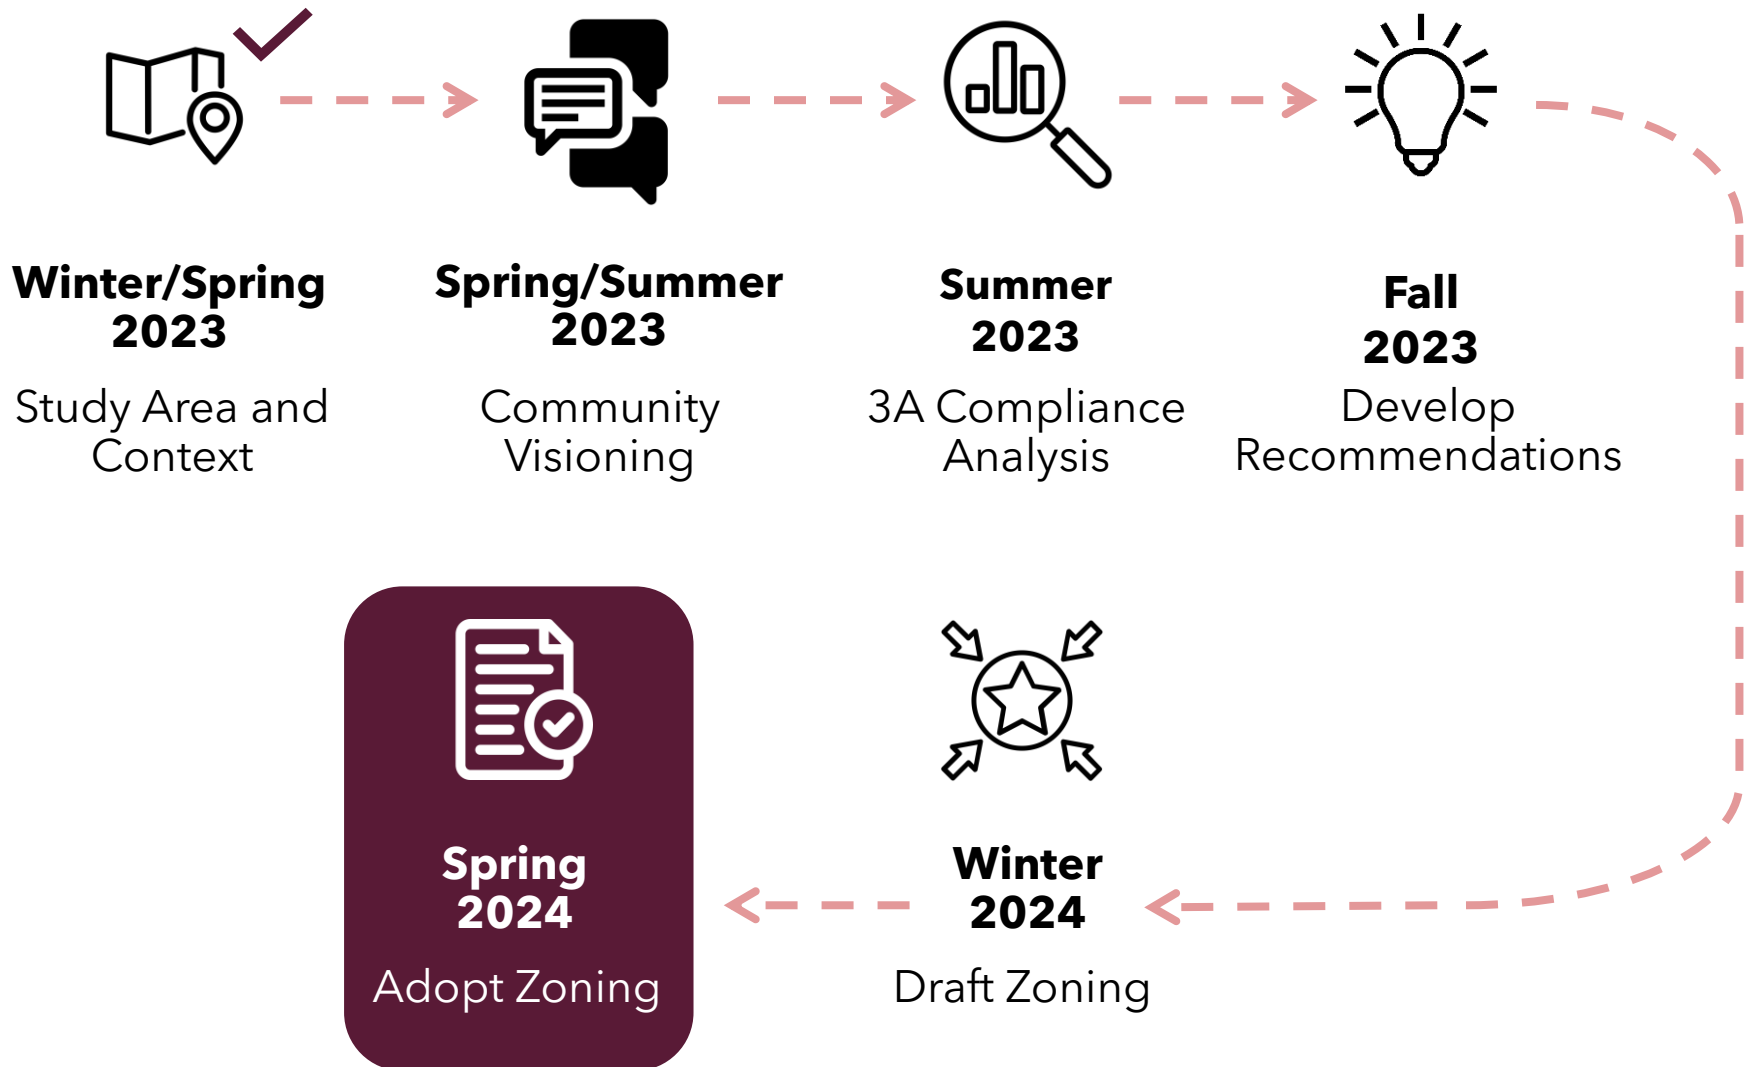 Winter/Spring
2023
Study Area and
Context
Spring/Summer
2023
Community
Visioning
Summer
2023
3A Compliance
Analysis
Fall
2023
Develop
Recommendations
Winter
2024
Draft Zoning
Spring
2024
Adopt Zoning